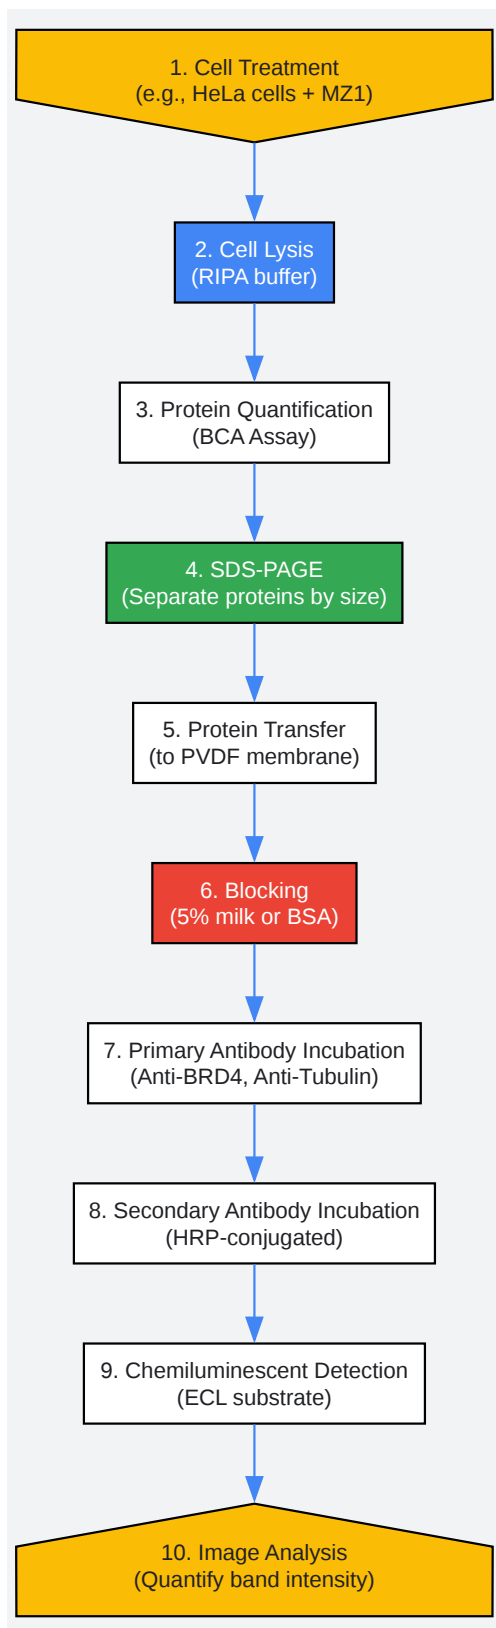 1. Cell Treatment
(e.g., HeLa cells + MZ1)
2. Cell Lysis
(RIPA buffer)
3. Protein Quantification
(BCA Assay)
4. SDS-PAGE
(Separate proteins by size)
5. Protein Transfer
(to PVDF membrane)
6. Blocking
(5% milk or BSA)
7. Primary Antibody Incubation
(Anti-BRD4, Anti-Tubulin)
8. Secondary Antibody Incubation
(HRP-conjugated)
9. Chemiluminescent Detection
(ECL substrate)
10. Image Analysis
(Quantify band intensity)